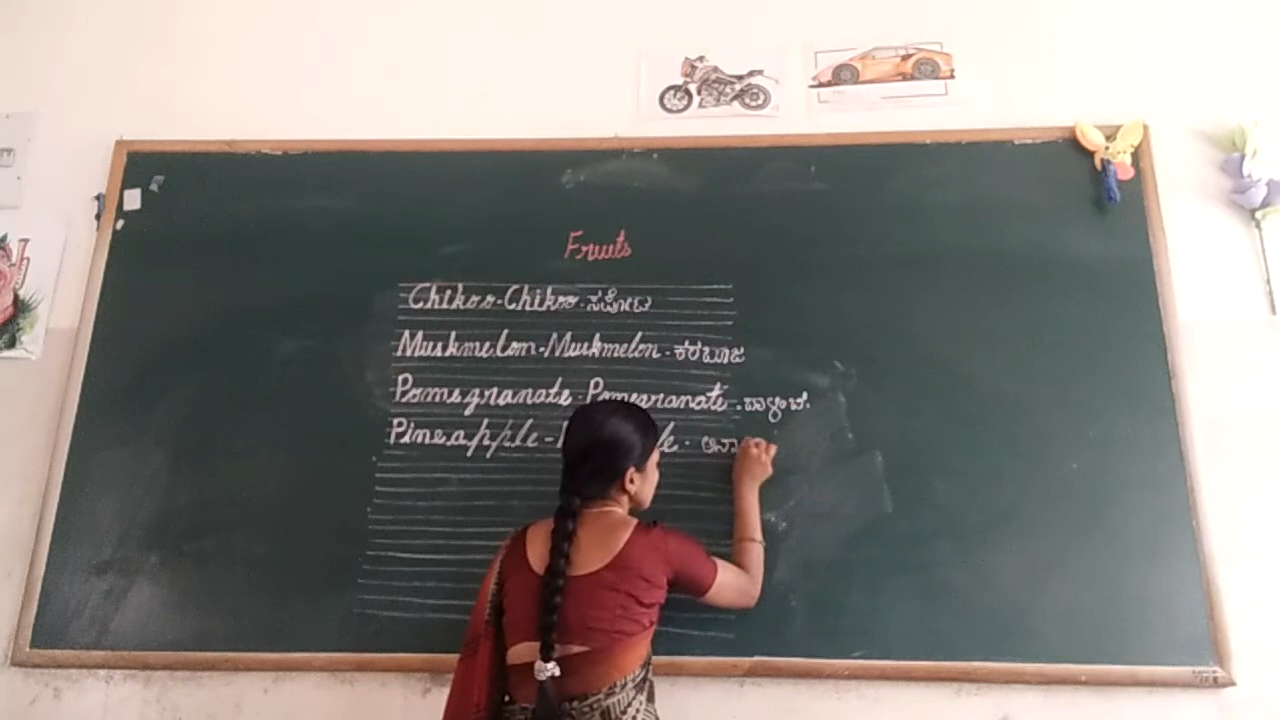 Fruits
Chikoo-Chikoo-ಸಪೋಟ
Muskmelon-Muskmelon-ಕರಬೂಜ
Pomegranate-Pomegranate-ದಾಳಿಂಬೆ.
Pineapple-